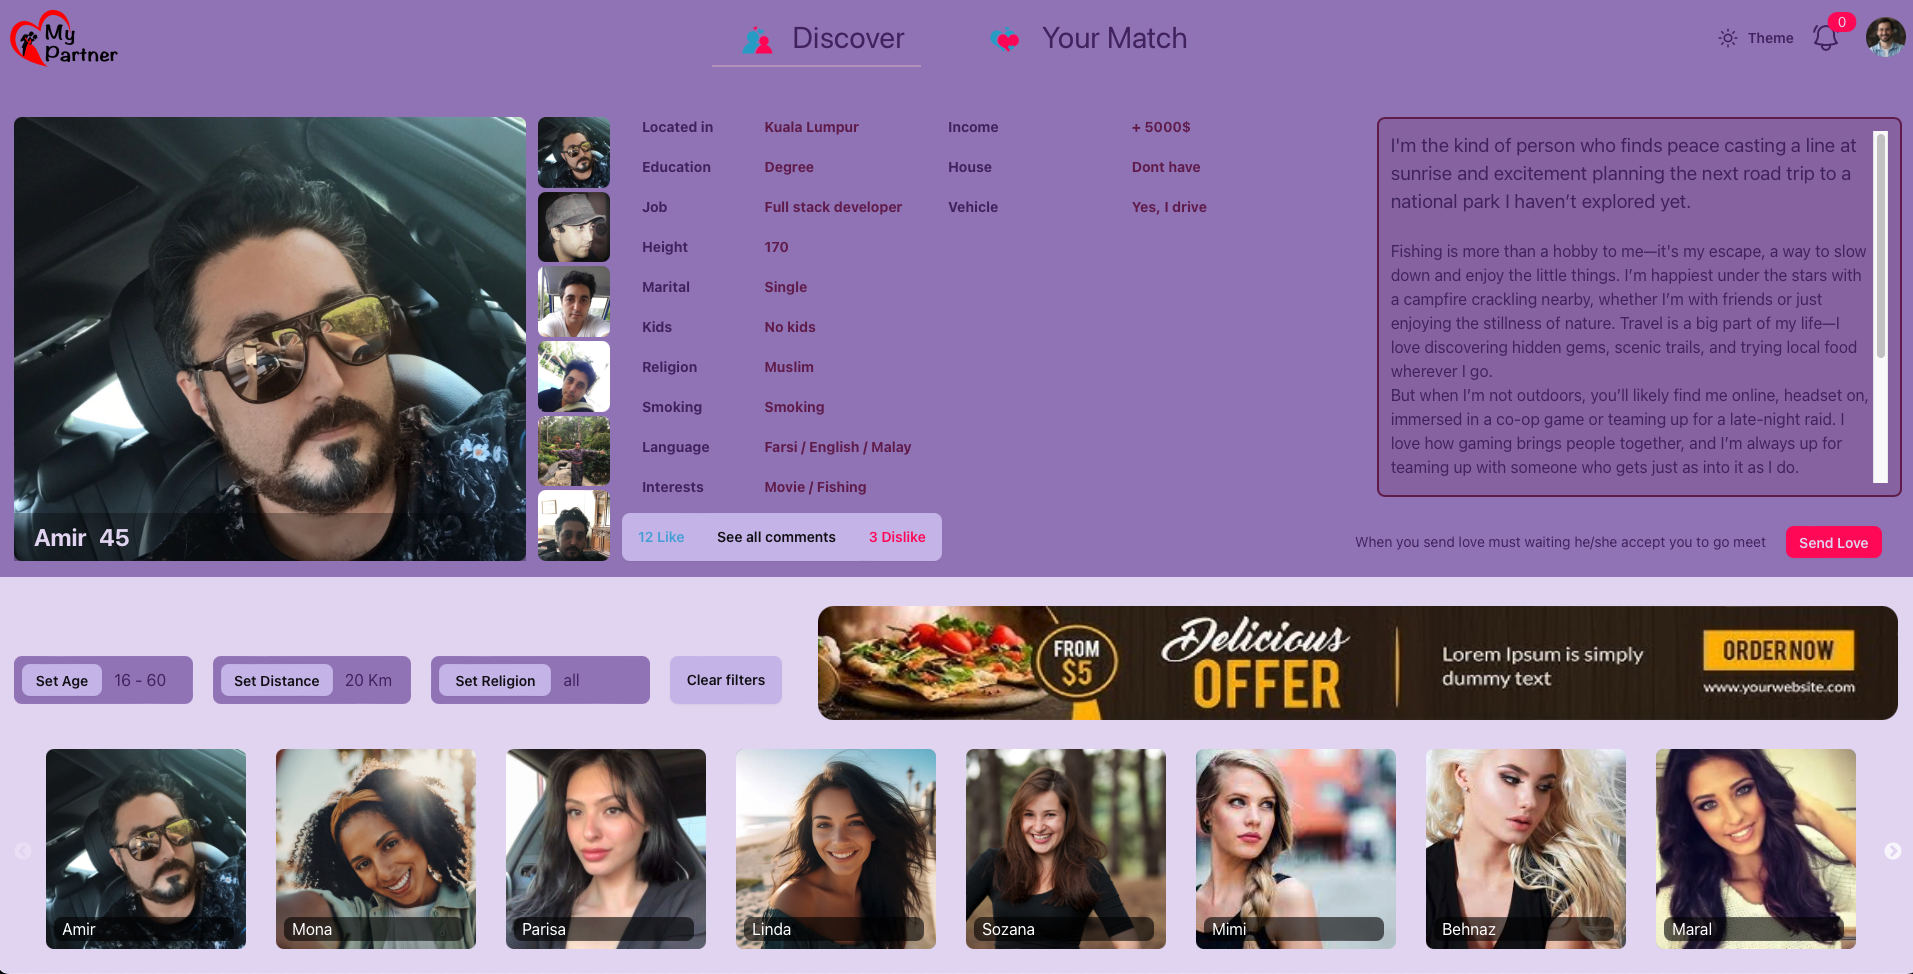 My
Partner
Discover
Your Match
Theme
0
Located in Kuala Lumpur Income + 5000$
Education Degree House Dont have
Job Full stack developer Vehicle Yes, I drive
Height 170
Marital Single
Kids No kids
Religion Muslim
Smoking Smoking
Language Farsi / English / Malay
Interests Movie / Fishing
Amir 45
12 Like See all comments 3 Dislike
I'm the kind of person who finds peace casting a line at
sunrise and excitement planning the next road trip to a
national park I haven’t explored yet.
Fishing is more than a hobby to me—it's my escape, a way to slow
down and enjoy the little things. I’m happiest under the stars with
a campfire crackling nearby, whether I’m with friends or just
enjoying the stillness of nature. Travel is a big part of my life—I
love discovering hidden gems, scenic trails, and trying local food
wherever I go.
But when I’m not outdoors, you’ll likely find me online, headset on,
immersed in a co-op game or teaming up for a late-night raid. I
love how gaming brings people together, and I’m always up for
teaming up with someone who gets just as into it as I do.
When you send love must waiting he/she accept you to go meet
Send Love
Set Age 16 - 60
Set Distance 20 Km
Set Religion all
Clear filters
FROM
$5
Delicious
OFFER
Lorem Ipsum is simply
dummy text
ORDER NOW
www.yourwebsite.com
Amir
Mona
Parisa
Linda
Sozana
Mimi
Behnaz
Maral